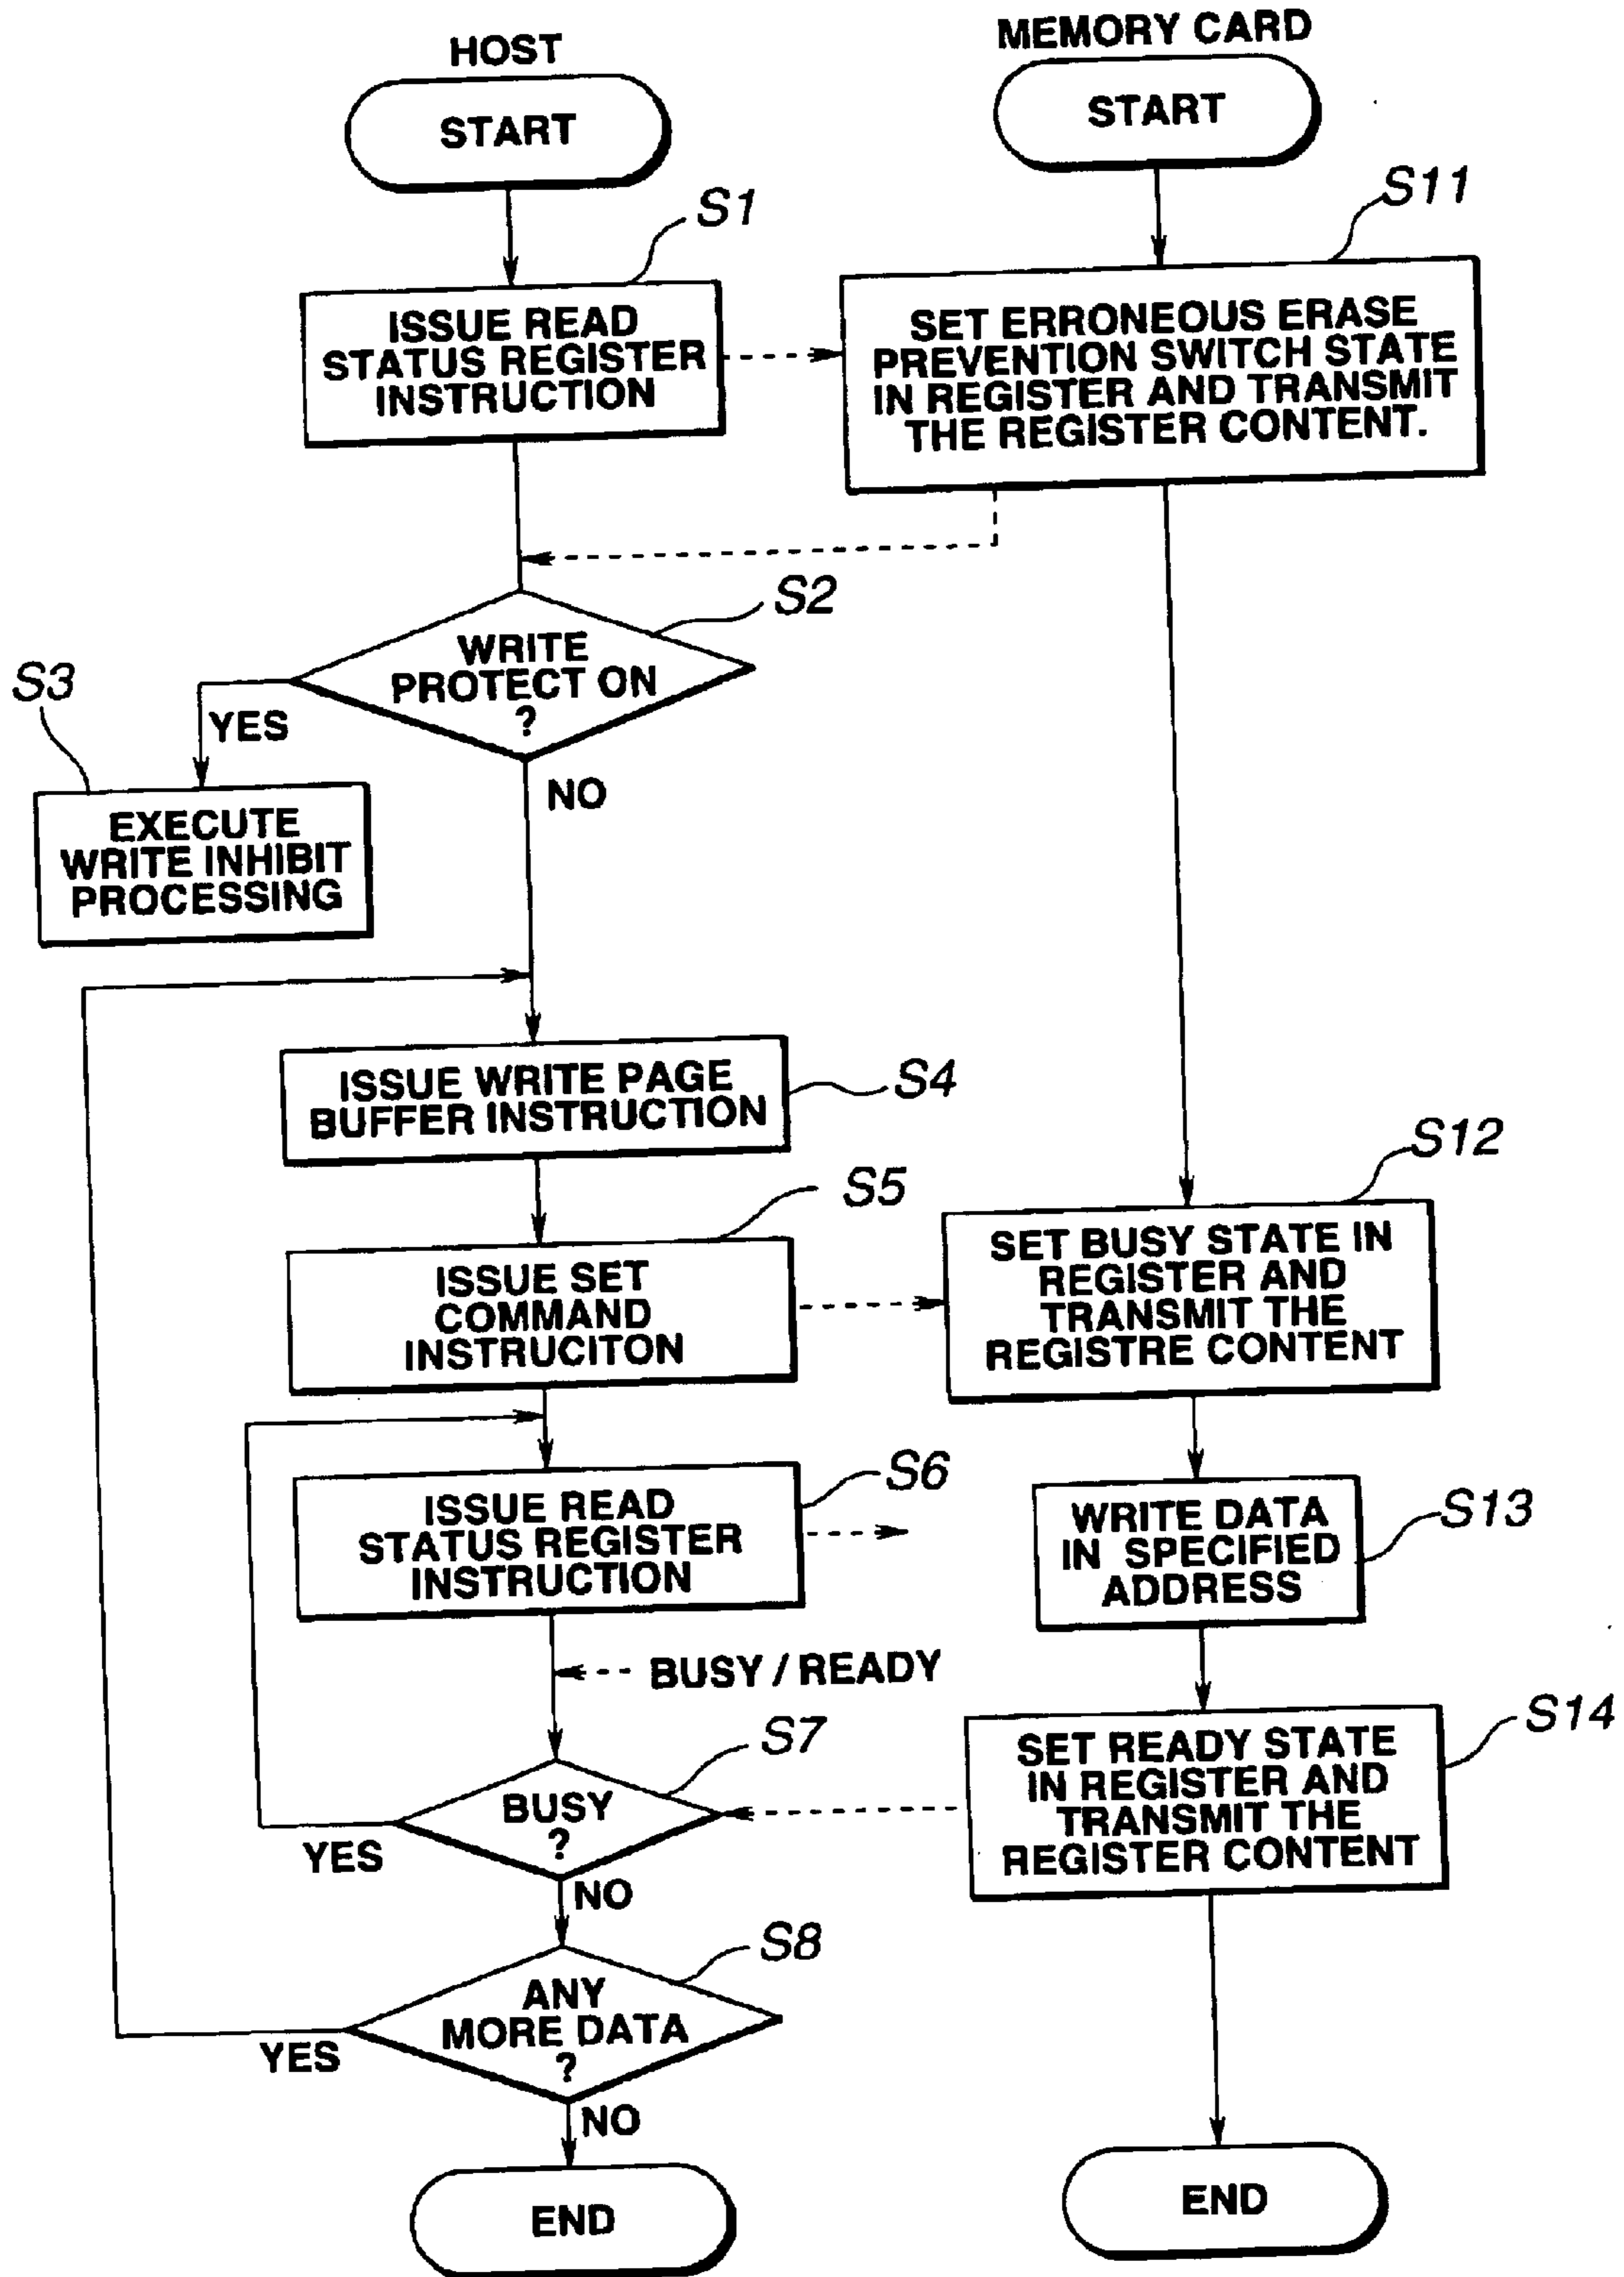 HOST
MEMORY CARD
START
START
S1
S11
ISSUE READ
STATUS REGISTER
INSTRUCTION
SET ERRONEOUS ERASE
PREVENTION SWITCH STATE
IN REGISTER AND TRANSMIT
THE REGISTER CONTENT.
S2
WRITE
PROTECT ON
?
S3
YES
NO
EXECUTE
WRITE INHIBIT
PROCESSING
ISSUE WRITE PAGE
BUFFER INSTRUCTION
S4
S5
S12
ISSUE SET
COMMAND
INSTRUCITON
SET BUSY STATE IN
REGISTER AND
TRANSMIT THE
REGISTRE CONTENT
S6
ISSUE READ
STATUS REGISTER
INSTRUCTION
S13
WRITE DATA
IN SPECIFIED
ADDRESS
BUSY / READY
S7
S14
BUSY
?
YES
NO
SET READY STATE
IN REGISTER AND
TRANSMIT THE
REGISTER CONTENT
S8
ANY
MORE DATA
?
YES
NO
END
END